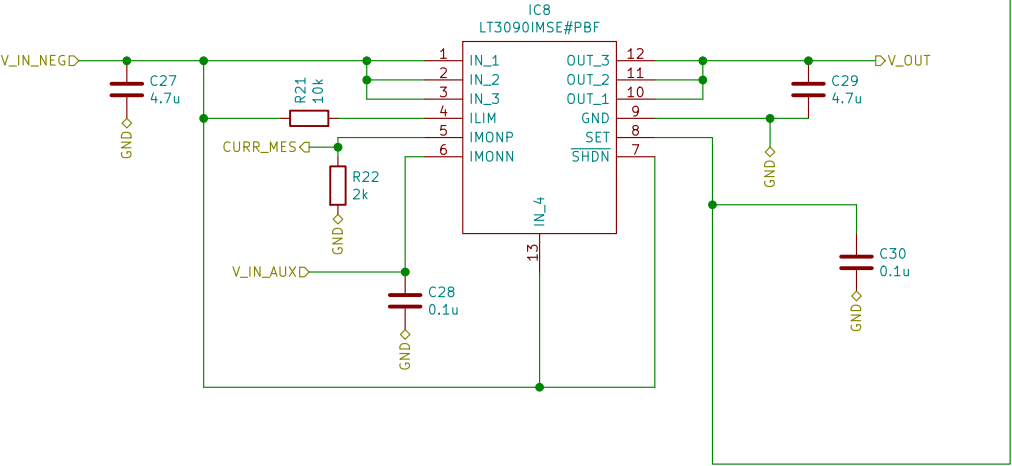 IC8
LT3090IMSE#PBF
V_IN_NEG
1
IN_1
OUT_3
12
V_OUT
2
IN_2
OUT_2
11
3
IN_3
OUT_1
10
C27
4.7u
R21
10k
C29
4.7u
4
ILIM
GND
9
5
IMONP
SET
8
CURR_MES
6
IMONN
SHDN
7
GND
GND
R22
2k
IN_4
GND
13
C30
0.1u
V_IN_AUX
C28
0.1u
GND
GND